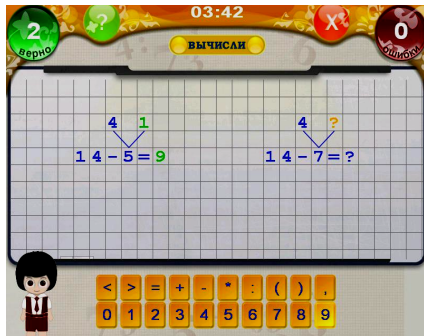 03:42
2
верно
?
ВЫЧИСЛИ
X
0
ошибки
4 1
14-5=9
4 ?
14-7=?
< > = + - * : ( ) ,
0 1 2 3 4 5 6 7 8 9